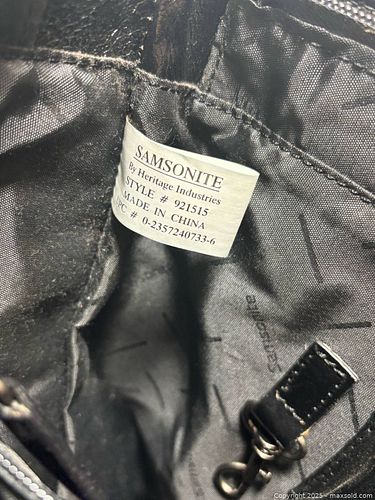 SAMSONITE
By Heritage Industries
STYLE # 921515
MADE IN CHINA
UPC # 0-2357240733-6
Samsonite
Copyright 2025 - maxsold.com